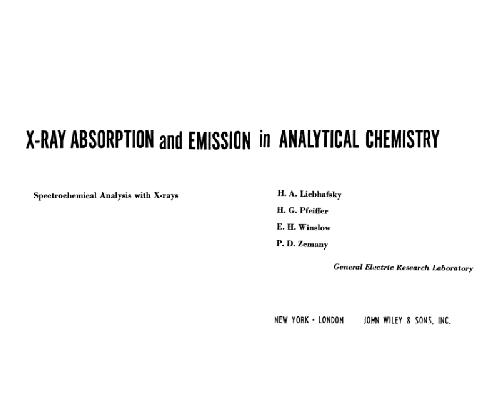 X-RAY ABSORPTION and EMISSION in ANALYTICAL CHEMISTRY
Spectrochemical Analysis with X-rays
H. A. Liebhafsky
H. G. Pfeiffer
E. H. Winslow
P. D. Zemany
General Electric Research Laboratory
NEW YORK • LONDON JOHN WILEY & SONS, INC.